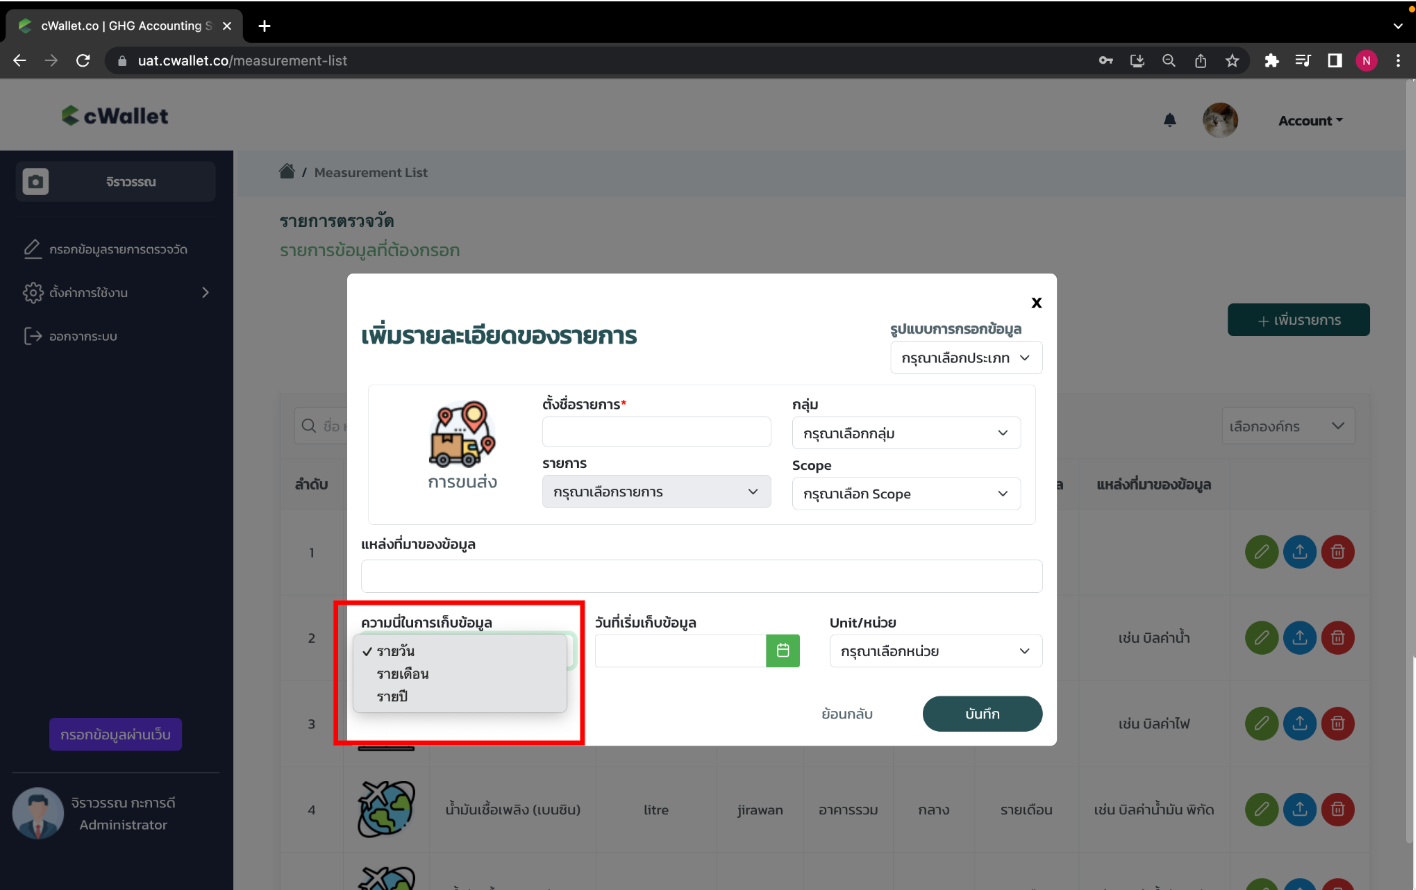 cWallet.co | GHG Accounting S
uat.cwallet.co/measurement-list
N
cWallet
Account
จิราวรรณ
Measurement List
กรอกข้อมูลรายการตรวจวัด
ตั้งค่าการใช้งาน
ออกจากระบบ
รายการตรวจวัด
รายการข้อมูลที่ต้องกรอก
+ เพิ่มรายการ
x
เพิ่มรายละเอียดของรายการ
รูปแบบการกรอกข้อมูล
กรุณาเลือกประเภท
การขนส่ง
ตั้งชื่อรายการ*
กลุ่ม
กรุณาเลือกกลุ่ม
รายการ
Scope
กรุณาเลือกรายการ
กรุณาเลือก Scope
แหล่งที่มาของข้อมูล
ความนี่ในการเก็บข้อมูล
วันที่เริ่มเก็บข้อมูล
Unit/หน่วย
✓ รายวัน
รายเดือน
รายปี
กรุณาเลือกหน่วย
ย้อนกลับ
บันทึก
ชื่อ
เลือกองค์กร
ลำดับ
ล
แหล่งที่มาของข้อมูล
1
2
เช่น บิลค่าน้ำ
3
เช่น บิลค่าไฟ
4
น้ำมันเชื้อเพลิง (เบนซิน)
litre
jirawan
อาคารรวม
กลาง
รายเดือน
เช่น บิลค่าน้ำมัน พิกัด
กรอกข้อมูลผ่านเว็บ
จิราวรรณ กะการดี
Administrator